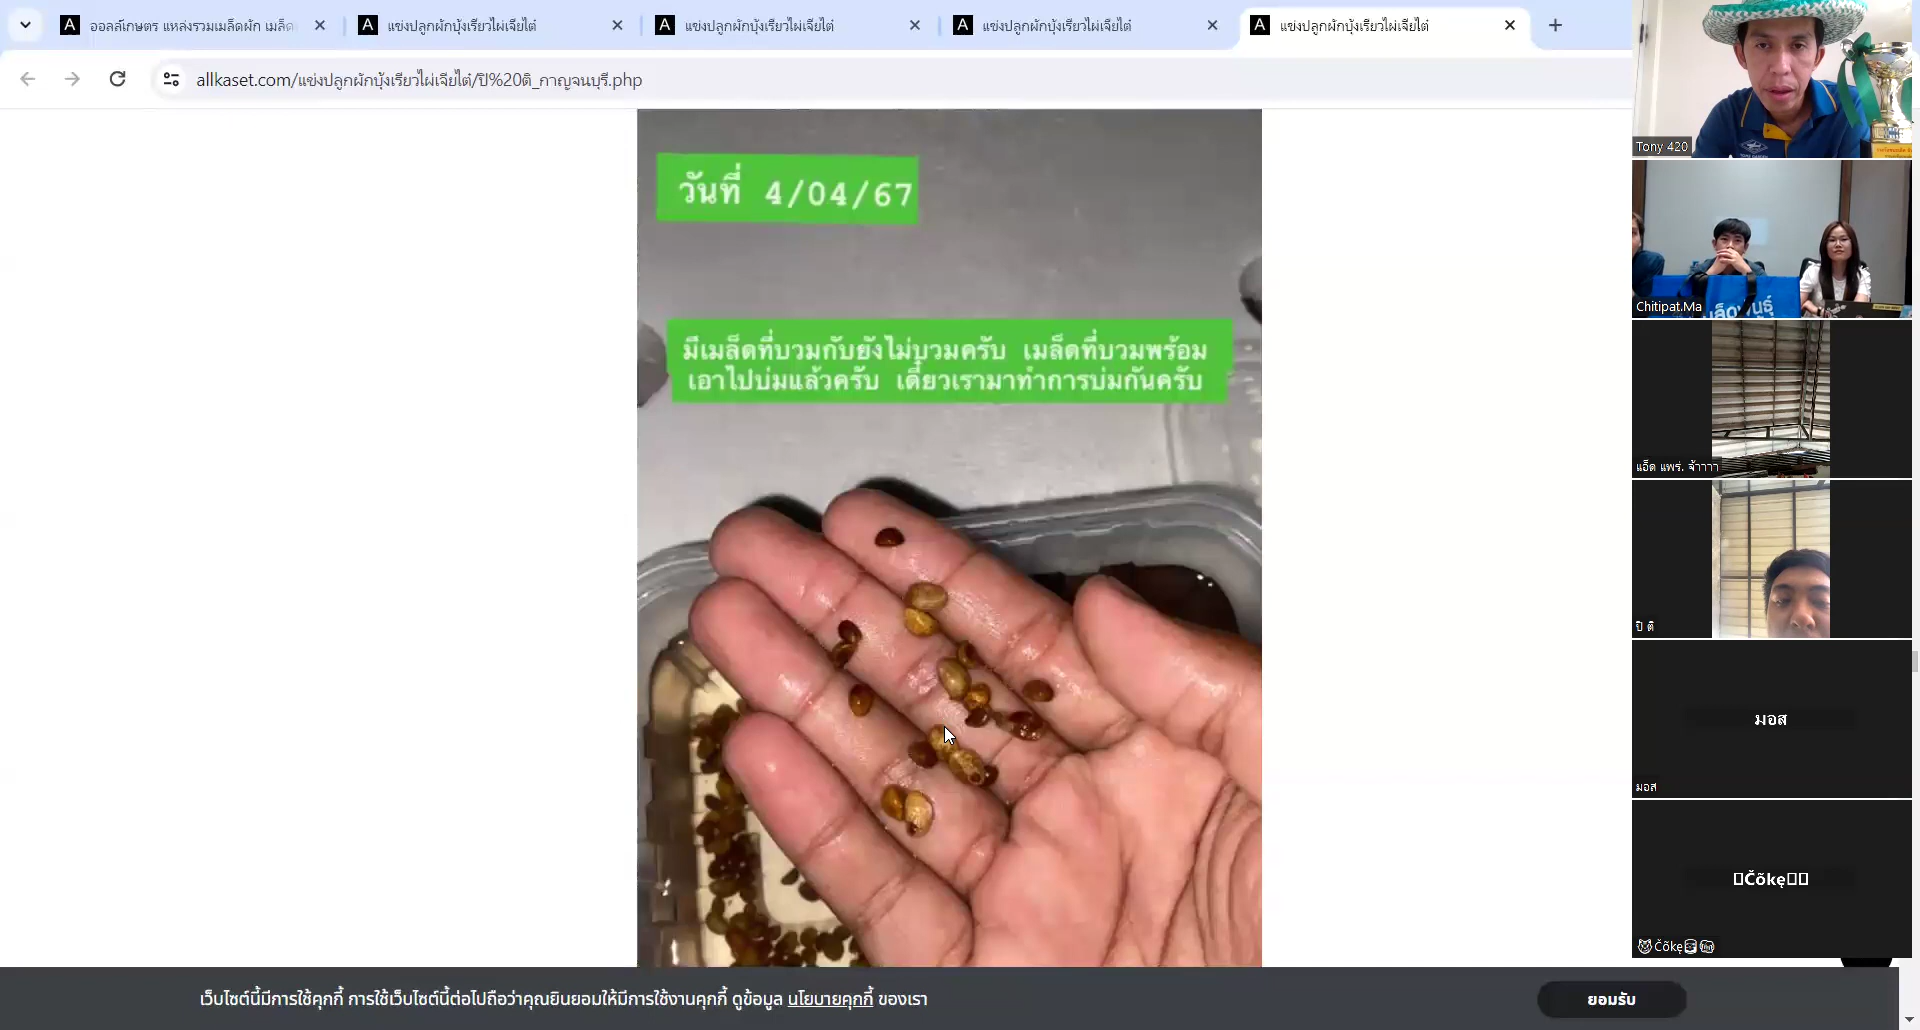 ออลล์เกษตร แหล่งรวมเมล็ดผัก เมล็ด
แข่งปลูกผักบุ้งเรียวไผ่เจียไต๋
แข่งปลูกผักบุ้งเรียวไผ่เจียไต๋
แข่งปลูกผักบุ้งเรียวไผ่เจียไต๋
แข่งปลูกผักบุ้งเรียวไผ่เจียไต๋
allkaset.com/แข่งปลูกผักบุ้งเรียวไผ่เจียไต๋/ปิ%20ติ_กาญจนบุรี.php
วันที่ 4/04/67
มีเมล็ดที่บวมกับยังไม่บวมครับ เมล็ดที่บวมพร้อม
เอาไปบ่มแล้วครับ เดี๋ยวเรามาทำการบ่มกันครับ
Tony 420
Chitipat.Ma
แอ็ด แพร่. จ้าาาา
ปิ ติ
มอส
มอส
Čõkę
Čõkę
เว็บไซต์นี้มีการใช้คุกกี้ การใช้เว็บไซต์นี้ต่อไปถือว่าคุณยินยอมให้มีการใช้งานคุกกี้ ดูข้อมูล นโยบายคุกกี้ ของเรา
ยอมรับ